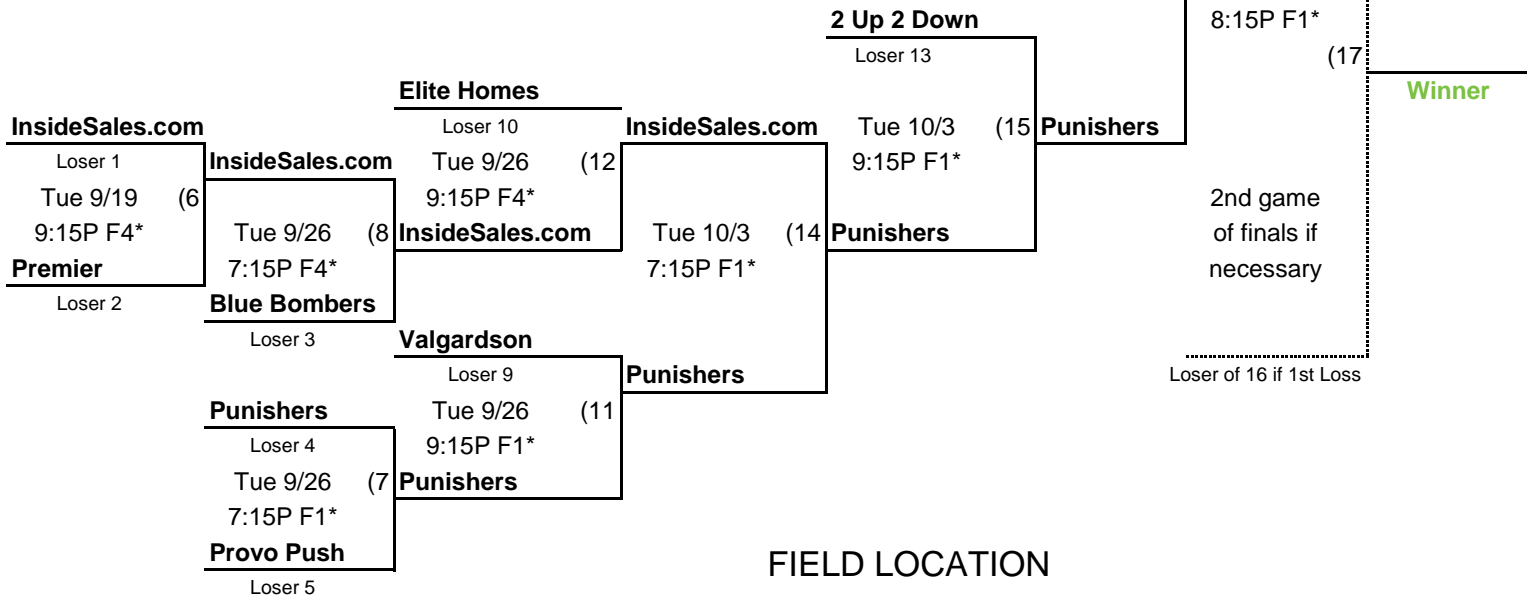 2 Up 2 Down
8:15P F1*
Loser 13
(17
Elite Homes
Winner
InsideSales.com
Loser 10
InsideSales.com
Tue 10/3
(15
Punishers
Loser 1
InsideSales.com
Tue 9/26
(12
9:15P F1*
Tue 9/19
(6
9:15P F4*
2nd game
9:15P F4*
Tue 9/26
(8
InsideSales.com
Tue 10/3
(14
Punishers
of finals if
Premier
7:15P F4*
7:15P F1*
necessary
Loser 2
Blue Bombers
Loser 3
Valgardson
Loser 9
Punishers
Loser of 16 if 1st Loss
Punishers
Tue 9/26
(11
Loser 4
9:15P F1*
Tue 9/26
(7
Punishers
7:15P F1*
Provo Push
FIELD LOCATION
Loser 5